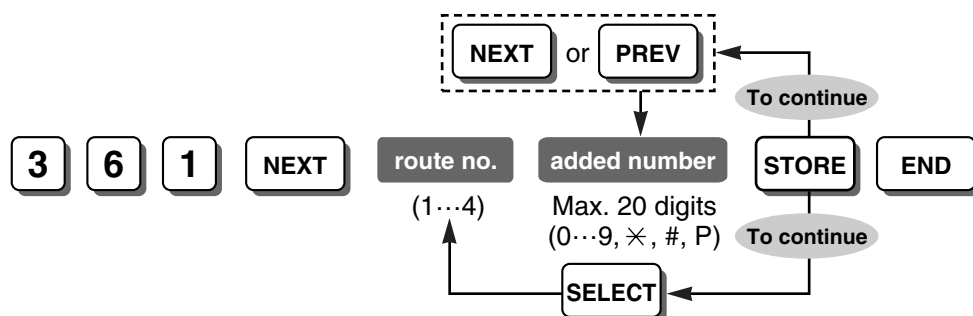 NEXT or PREV
To continue
3 6 1 NEXT route no. added number STORE END
(1···4) Max. 20 digits
(0···9, ✳, #, P) To continue
SELECT